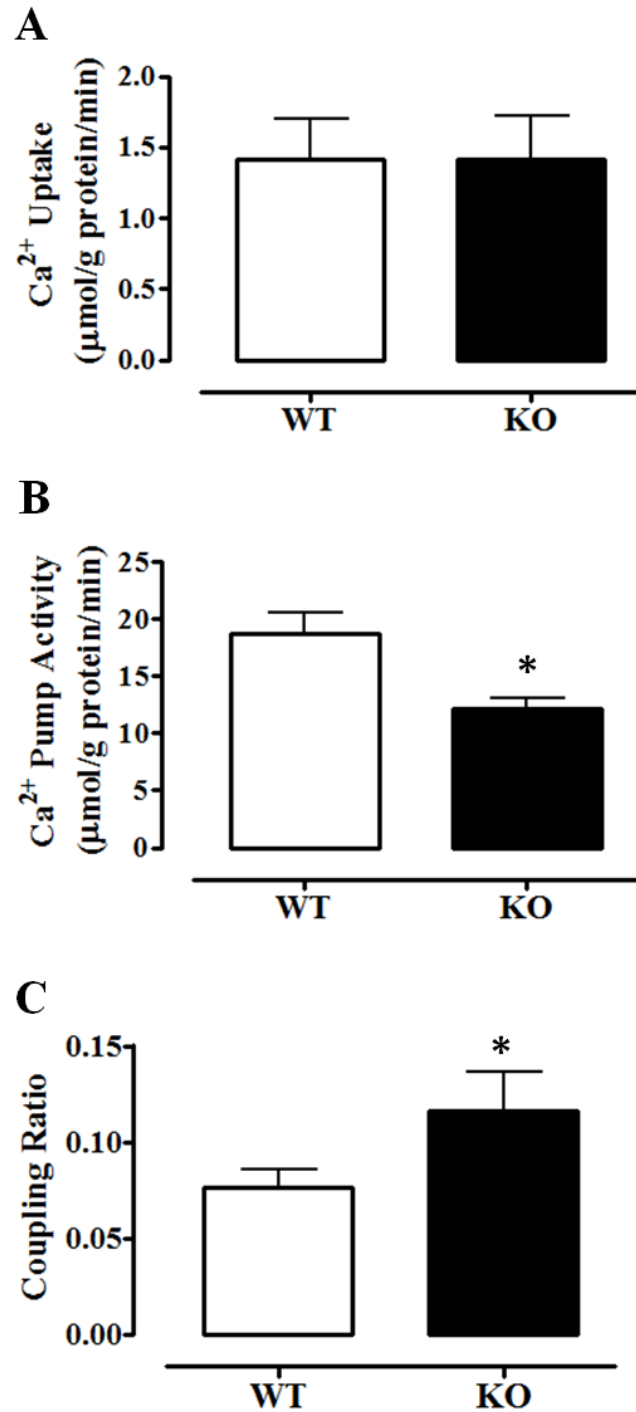 A
Ca²⁺ Uptake
(µmol/g protein/min)
2.0
1.5
1.0
0.5
0.0
WT
KO
B
Ca²⁺ Pump Activity
(µmol/g protein/min)
25
20
15
10
5
0
*
WT
KO
C
Coupling Ratio
0.15
0.10
0.05
0.00
*
WT
KO